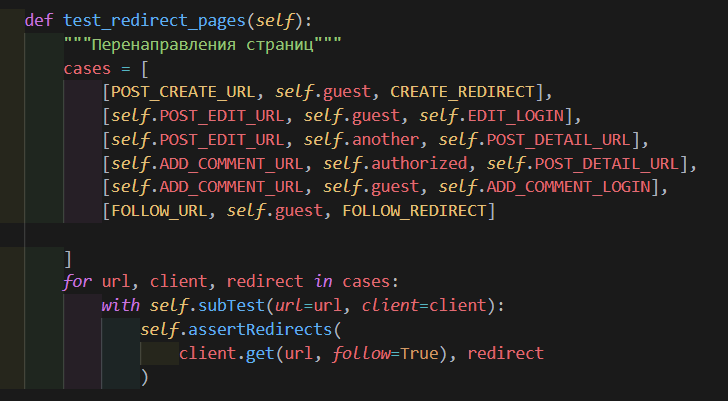 def test_redirect_pages(self):
    """Перенаправления страниц"""
    cases = [
        [POST_CREATE_URL, self.guest, CREATE_REDIRECT],
        [self.POST_EDIT_URL, self.guest, self.EDIT_LOGIN],
        [self.POST_EDIT_URL, self.another, self.POST_DETAIL_URL],
        [self.ADD_COMMENT_URL, self.authorized, self.POST_DETAIL_URL],
        [self.ADD_COMMENT_URL, self.guest, self.ADD_COMMENT_LOGIN],
        [FOLLOW_URL, self.guest, FOLLOW_REDIRECT]
    ]
    for url, client, redirect in cases:
        with self.subTest(url=url, client=client):
            self.assertRedirects(
                client.get(url, follow=True), redirect
            )